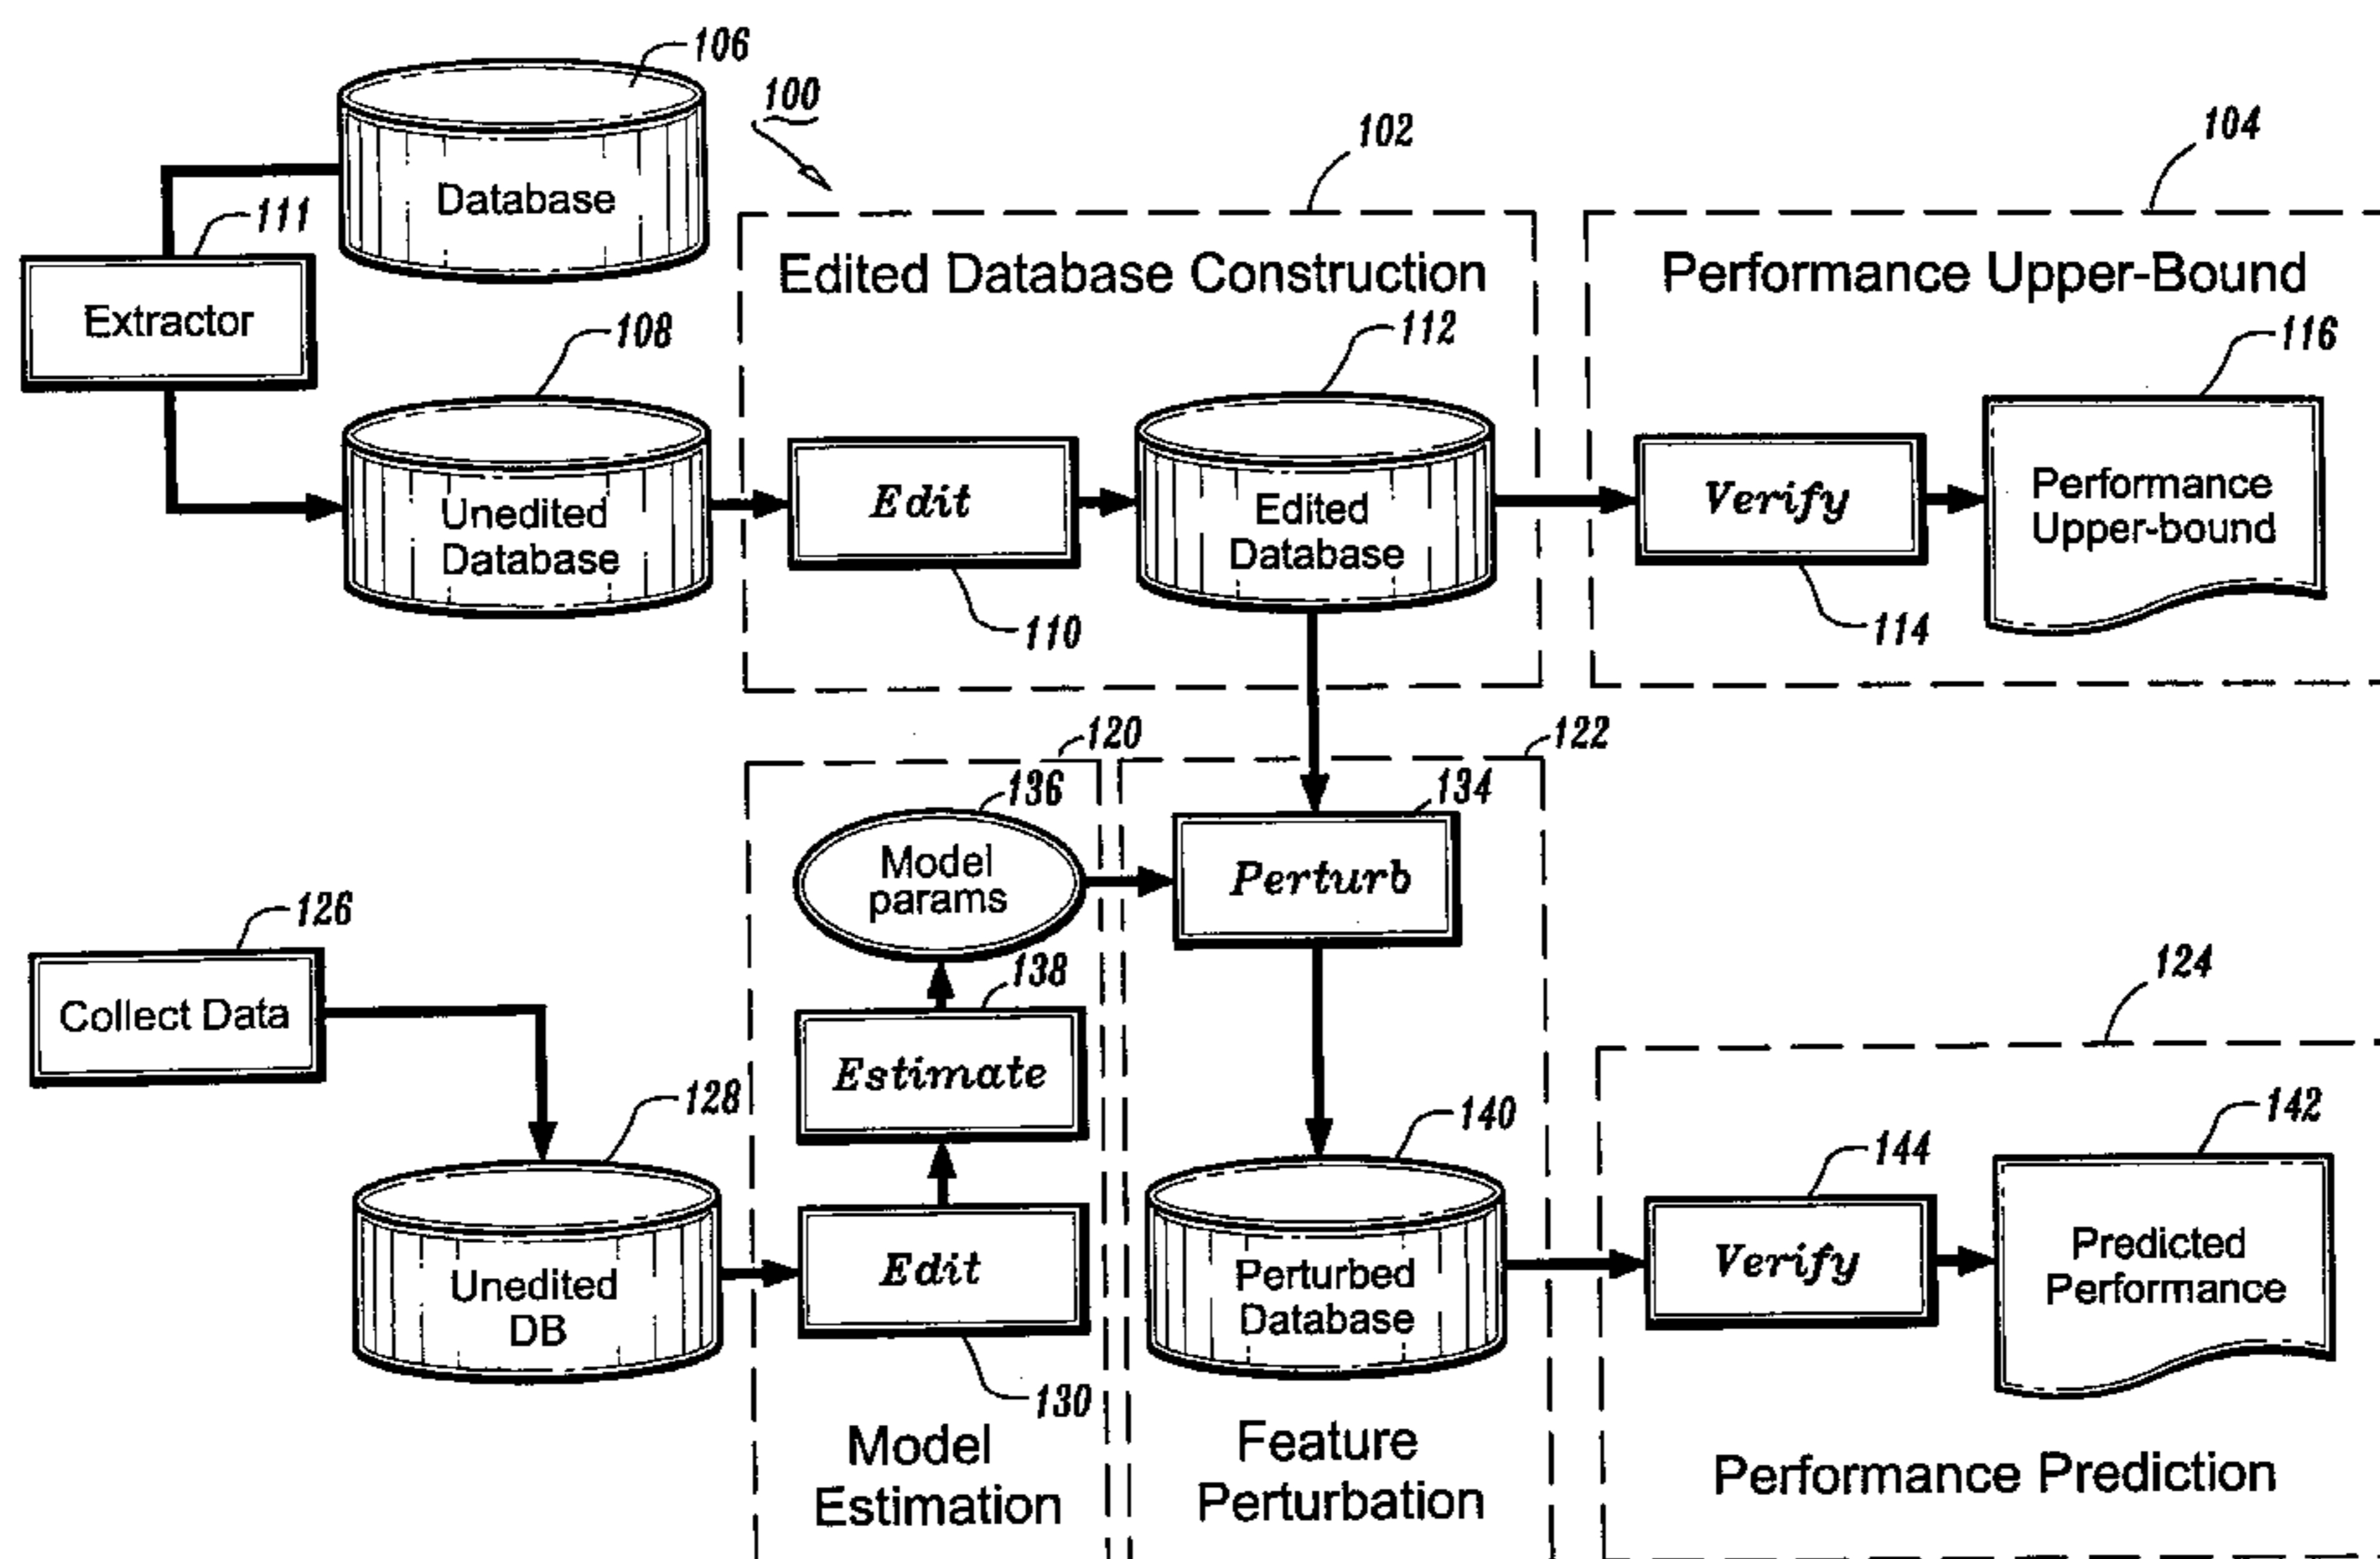 106
100
102
104
Database
111
Edited Database Construction
Performance Upper-Bound
Extractor
108
112
116
Unedited
Database
Edit
Edited
Database
Verify
Performance
Upper-bound
110
114
120
122
136
134
Model
params
Perturb
126
138
124
Collect Data
Estimate
128
140
144
142
Unedited
DB
Edit
Perturbed
Database
Verify
Predicted
Performance
130
Model
Estimation
Feature
Perturbation
Performance Prediction